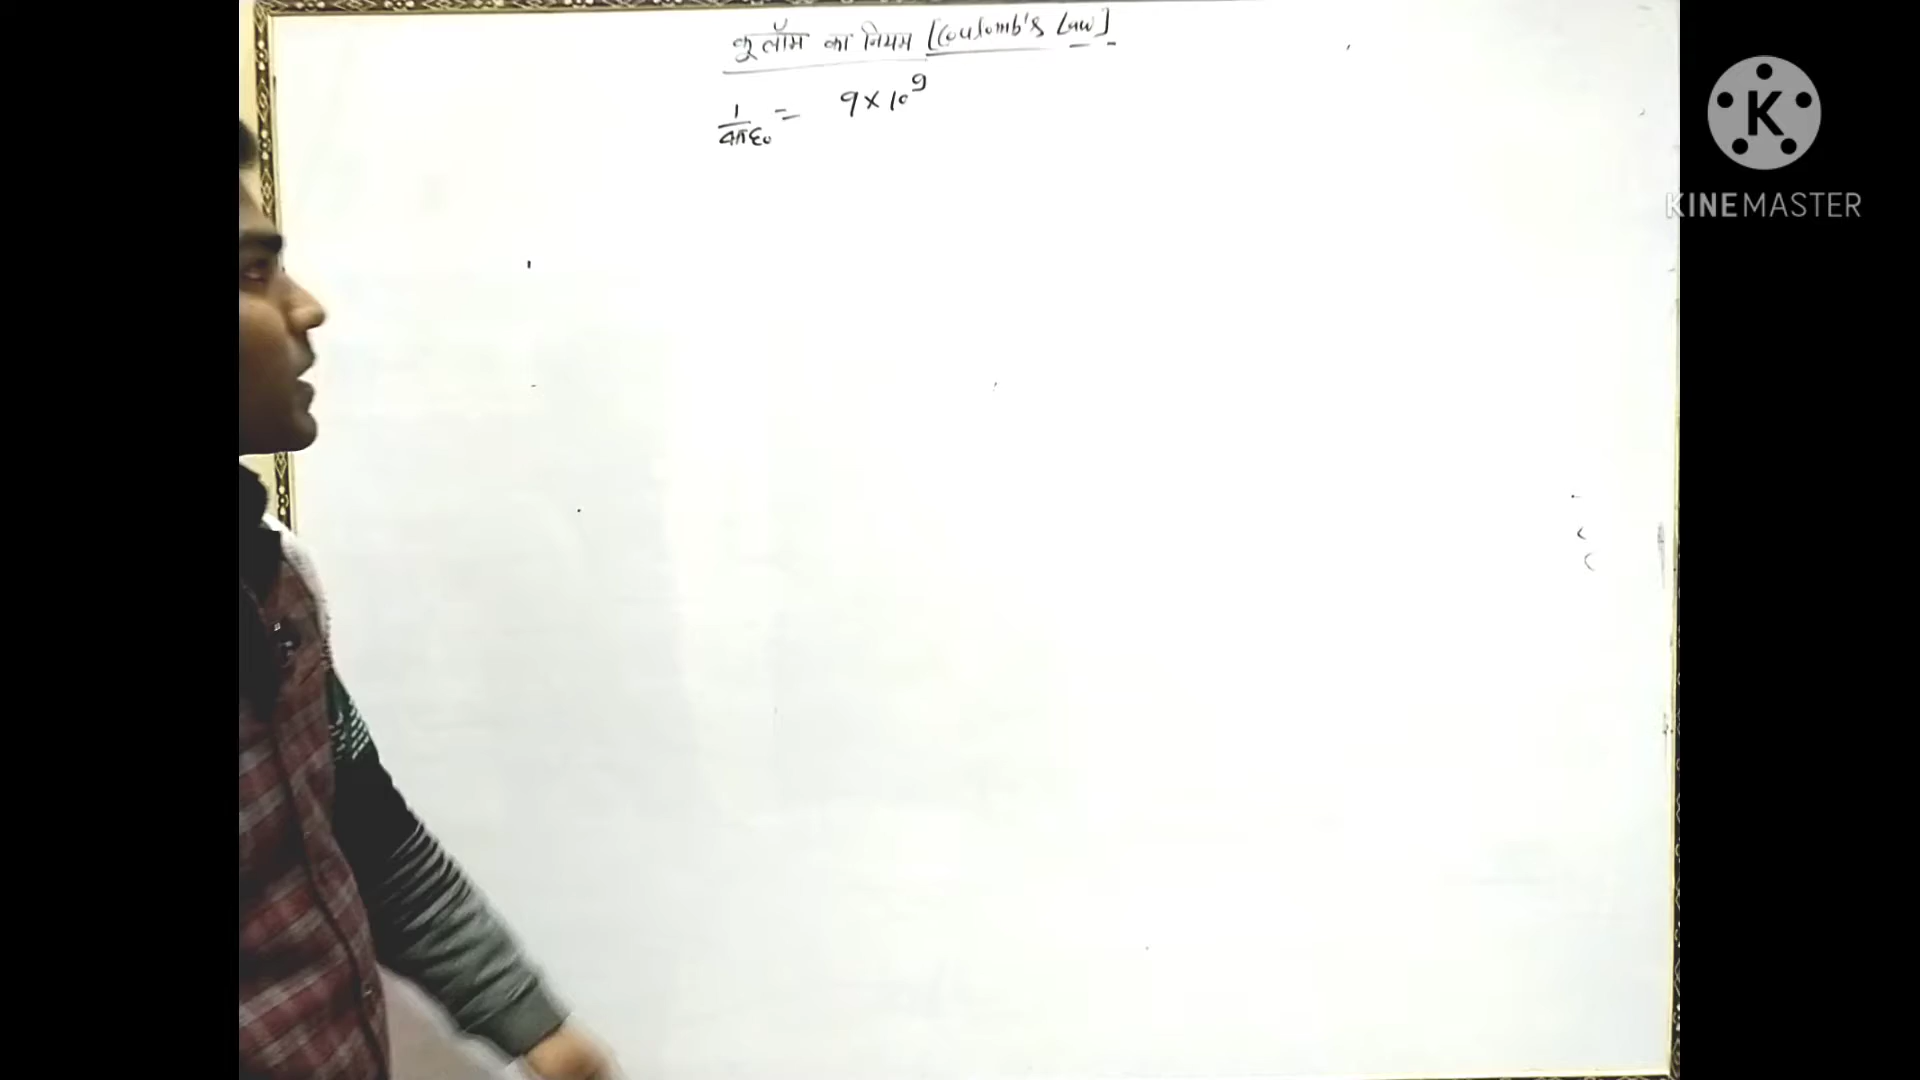 कूलॉम का नियम [Coulomb's Law]
1/4πε₀ = 9×10⁹
K
KINEMASTER